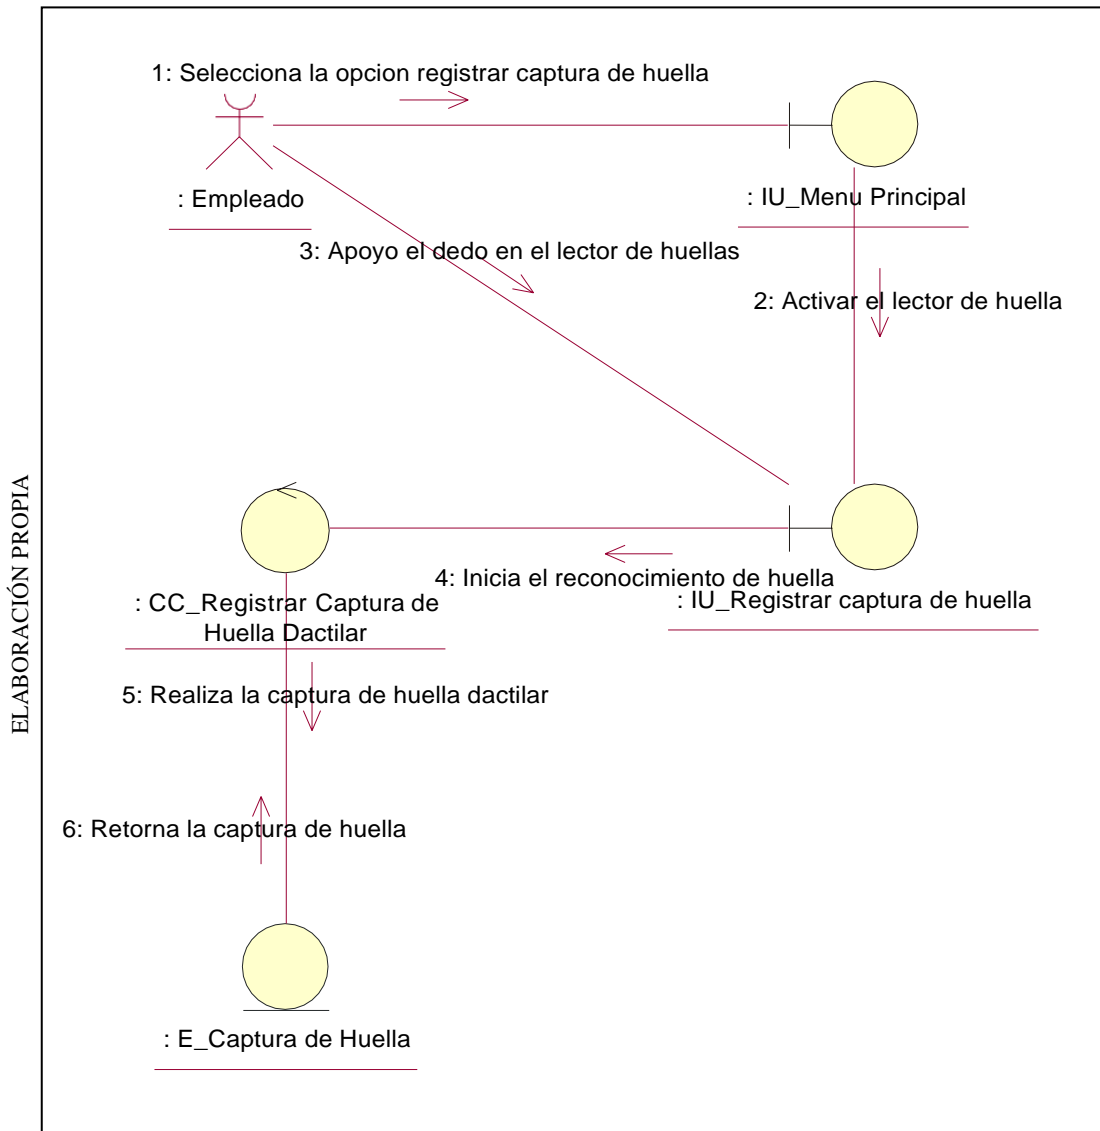 1: Selecciona la opcion registrar captura de huella
: Empleado
: IU_Menu Principal
3: Apoyo el dedo en el lector de huellas
2: Activar el lector de huella
4: Inicia el reconocimiento de huella
: CC_Registrar Captura de
Huella Dactilar
: IU_Registrar captura de huella
5: Realiza la captura de huella dactilar
6: Retorna la captura de huella
: E_Captura de Huella
ELABORACIÓN PROPIA